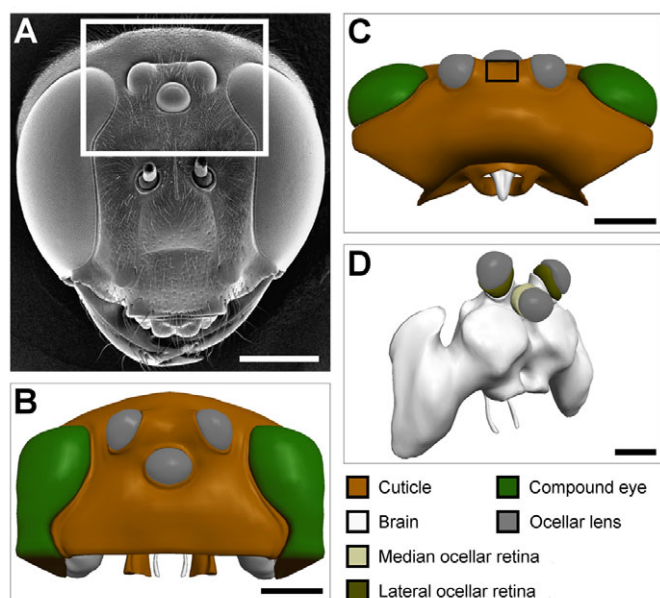 A
B
C
D
Cuticle
Compound eye
Brain
Ocellar lens
Median ocellar retina
Lateral ocellar retina